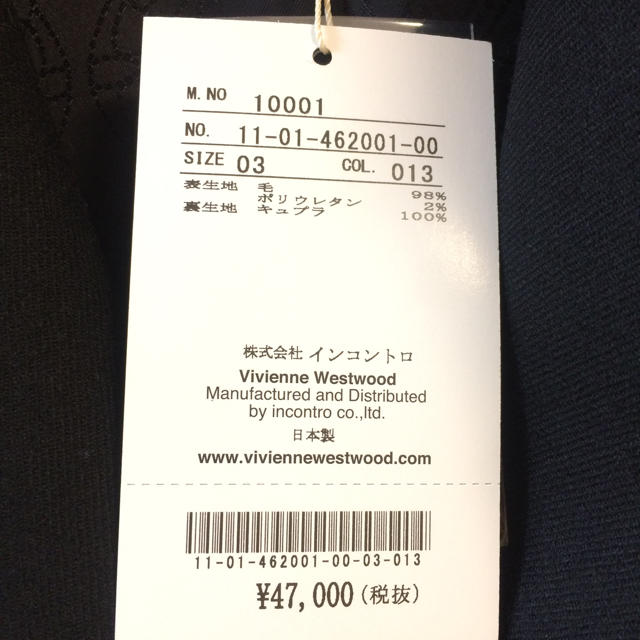 M. NO 10001
NO. 11-01-462001-00
SIZE 03 COL. 013
表生地 毛 98%
ポリウレタン 2%
裏生地 キュプラ 100%
株式会社 インコントロ
Vivienne Westwood
Manufactured and Distributed
by incontro co.,ltd.
日本製
www.viviennewestwood.com
11-01-462001-00-03-013
¥47,000(税抜)